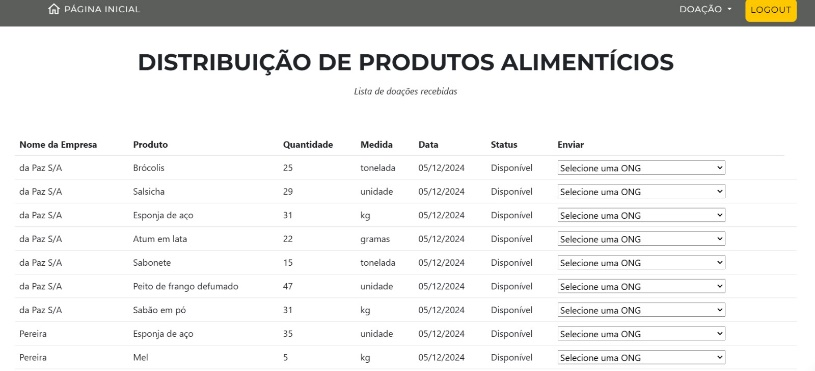 PÁGINA INICIAL DOAÇÃO LOGOUT
DISTRIBUIÇÃO DE PRODUTOS ALIMENTÍCIOS
Lista de doações recebidas
Nome da Empresa Produto Quantidade Medida Data Status Enviar
da Paz S/A Brócolis 25 tonelada 05/12/2024 Disponível Selecione uma ONG
da Paz S/A Salsicha 29 unidade 05/12/2024 Disponível Selecione uma ONG
da Paz S/A Esponja de aço 31 kg 05/12/2024 Disponível Selecione uma ONG
da Paz S/A Atum em lata 22 gramas 05/12/2024 Disponível Selecione uma ONG
da Paz S/A Sabonete 15 tonelada 05/12/2024 Disponível Selecione uma ONG
da Paz S/A Peito de frango defumado 47 unidade 05/12/2024 Disponível Selecione uma ONG
da Paz S/A Sabão em pó 31 kg 05/12/2024 Disponível Selecione uma ONG
Pereira Esponja de aço 35 unidade 05/12/2024 Disponível Selecione uma ONG
Pereira Mel 5 kg 05/12/2024 Disponível Selecione uma ONG